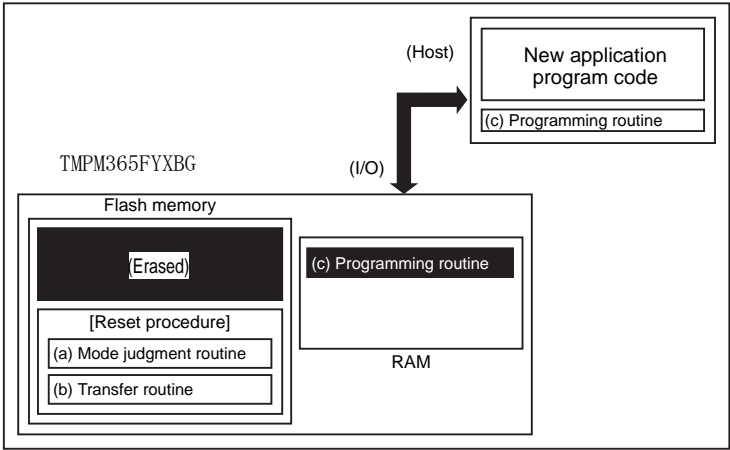 (Host)
New application
program code
(c) Programming routine
TMPM365FYXBG
(I/O)
Flash memory
(Erased)
(c) Programming routine
[Reset procedure]
(a) Mode judgment routine
(b) Transfer routine
RAM